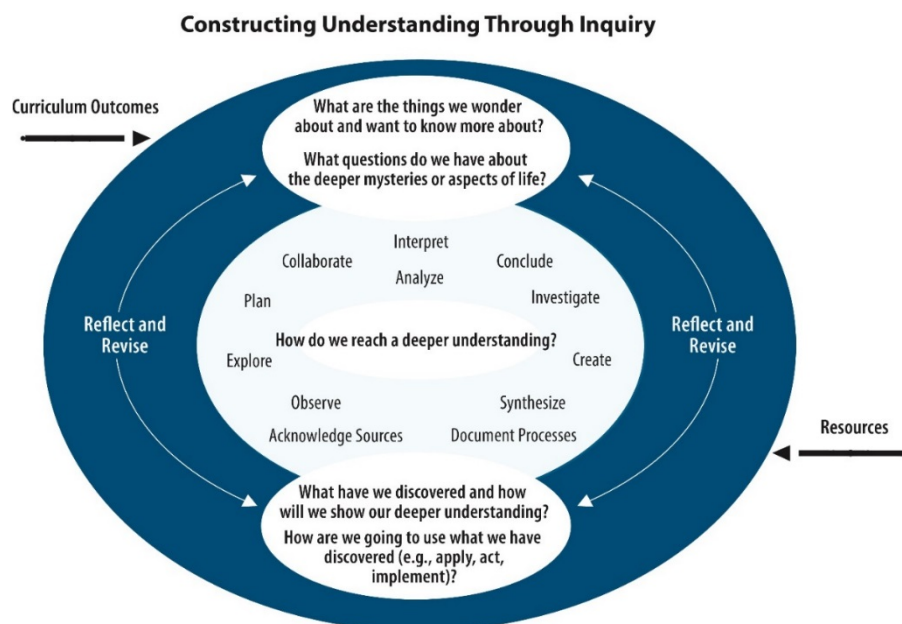 Constructing Understanding Through Inquiry
Curriculum Outcomes
What are the things we wonder
about and want to know more about?
What questions do we have about
the deeper mysteries or aspects of life?
Interpret
Collaborate
Conclude
Analyze
Plan
Investigate
Reflect and
Revise
How do we reach a deeper understanding?
Reflect and
Revise
Explore
Create
Observe
Synthesize
Acknowledge Sources
Document Processes
Resources
What have we discovered and how
will we show our deeper understanding?
How are we going to use what we have
discovered (e.g., apply, act,
implement)?